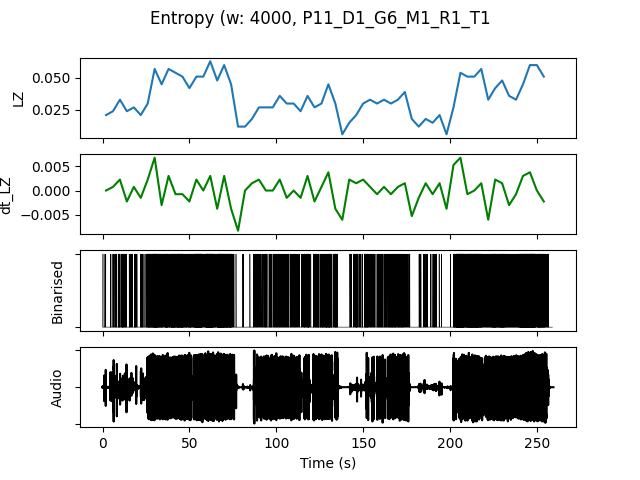 Entropy (w: 4000, P11_D1_G6_M1_R1_T1
LZ
0.050
0.025
dt_LZ
0.005
0.000
−0.005
Binarised
Audio
0
50
100
150
200
250
Time (s)